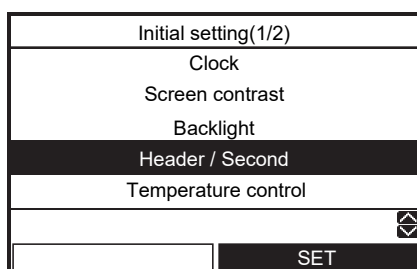 Initial setting(1/2)
Clock
Screen contrast
Backlight
Header / Second
Temperature control
SET